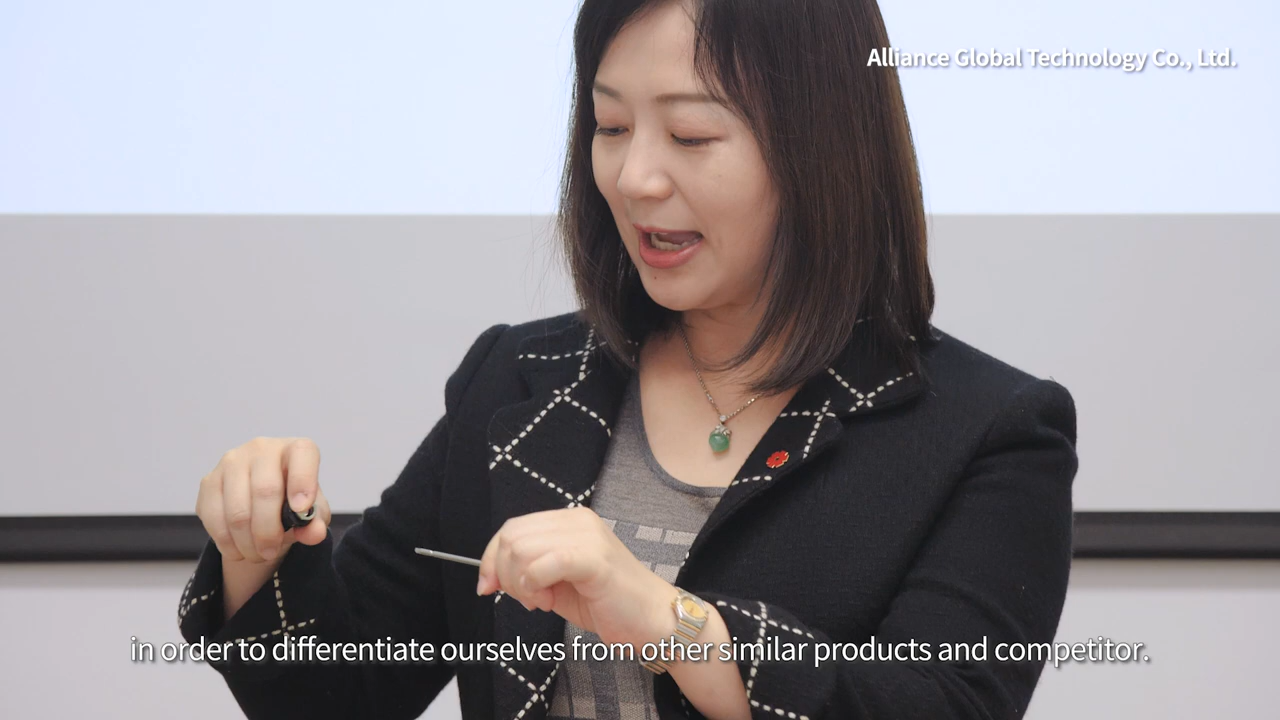 Alliance Global Technology Co., Ltd.
in order to differentiate ourselves from other similar products and competitor.